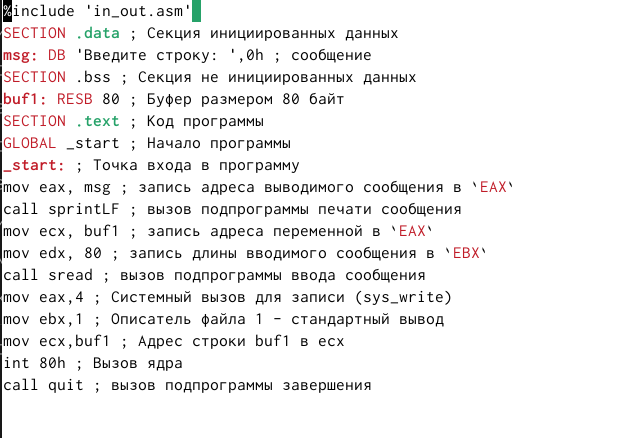 %include 'in_out.asm'
SECTION .data ; Секция инициированных данных
msg: DB 'Введите строку: ',0h ; сообщение
SECTION .bss ; Секция не инициированных данных
buf1: RESB 80 ; Буфер размером 80 байт
SECTION .text ; Код программы
GLOBAL _start ; Начало программы
_start: ; Точка входа в программу
mov eax, msg ; запись адреса выводимого сообщения в `EAX`
call sprintLF ; вызов подпрограммы печати сообщения
mov ecx, buf1 ; запись адреса переменной в `EAX`
mov edx, 80 ; запись длины вводимого сообщения в `EBX`
call sread ; вызов подпрограммы ввода сообщения
mov eax,4 ; Системный вызов для записи (sys_write)
mov ebx,1 ; Описатель файла 1 - стандартный вывод
mov ecx,buf1 ; Адрес строки buf1 в ecx
int 80h ; Вызов ядра
call quit ; вызов подпрограммы завершения